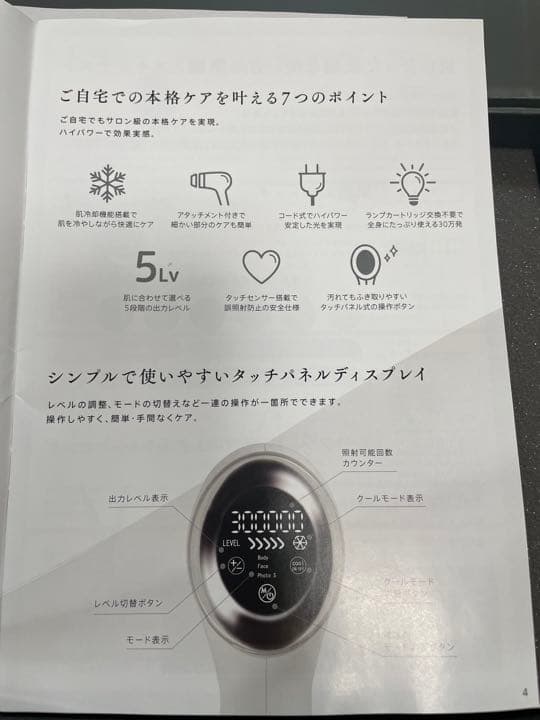 ご自宅での本格ケアを叶える7つのポイント
ご自宅でもサロン級の本格ケアを実現。
ハイパワーで効果実感。
肌冷却機能搭載で
肌を冷やしながら快適にケア
アタッチメント付きで
細かい部分のケアも簡単
コード式でハイパワー
安定した光を実現
ランプカートリッジ交換不要で
全身にたっぷり使える30万発
5Lv
肌に合わせて選べる
5段階の出力レベル
タッチセンサー搭載で
誤照射防止の安全仕様
汚れてもふき取りやすい
タッチパネル式の操作ボタン
シンプルで使いやすいタッチパネルディスプレイ
レベルの調整、モードの切替えなど一連の操作が一箇所でできます。
操作しやすく、簡単・手間なくケア。
照射可能回数
カウンター
出力レベル表示
クールモード表示
300000
LEVEL
+/-
Body
Face
Photo S
COOL
M/
クールモード
ボタン
レベル切替ボタン
モード表示
ボタン
4